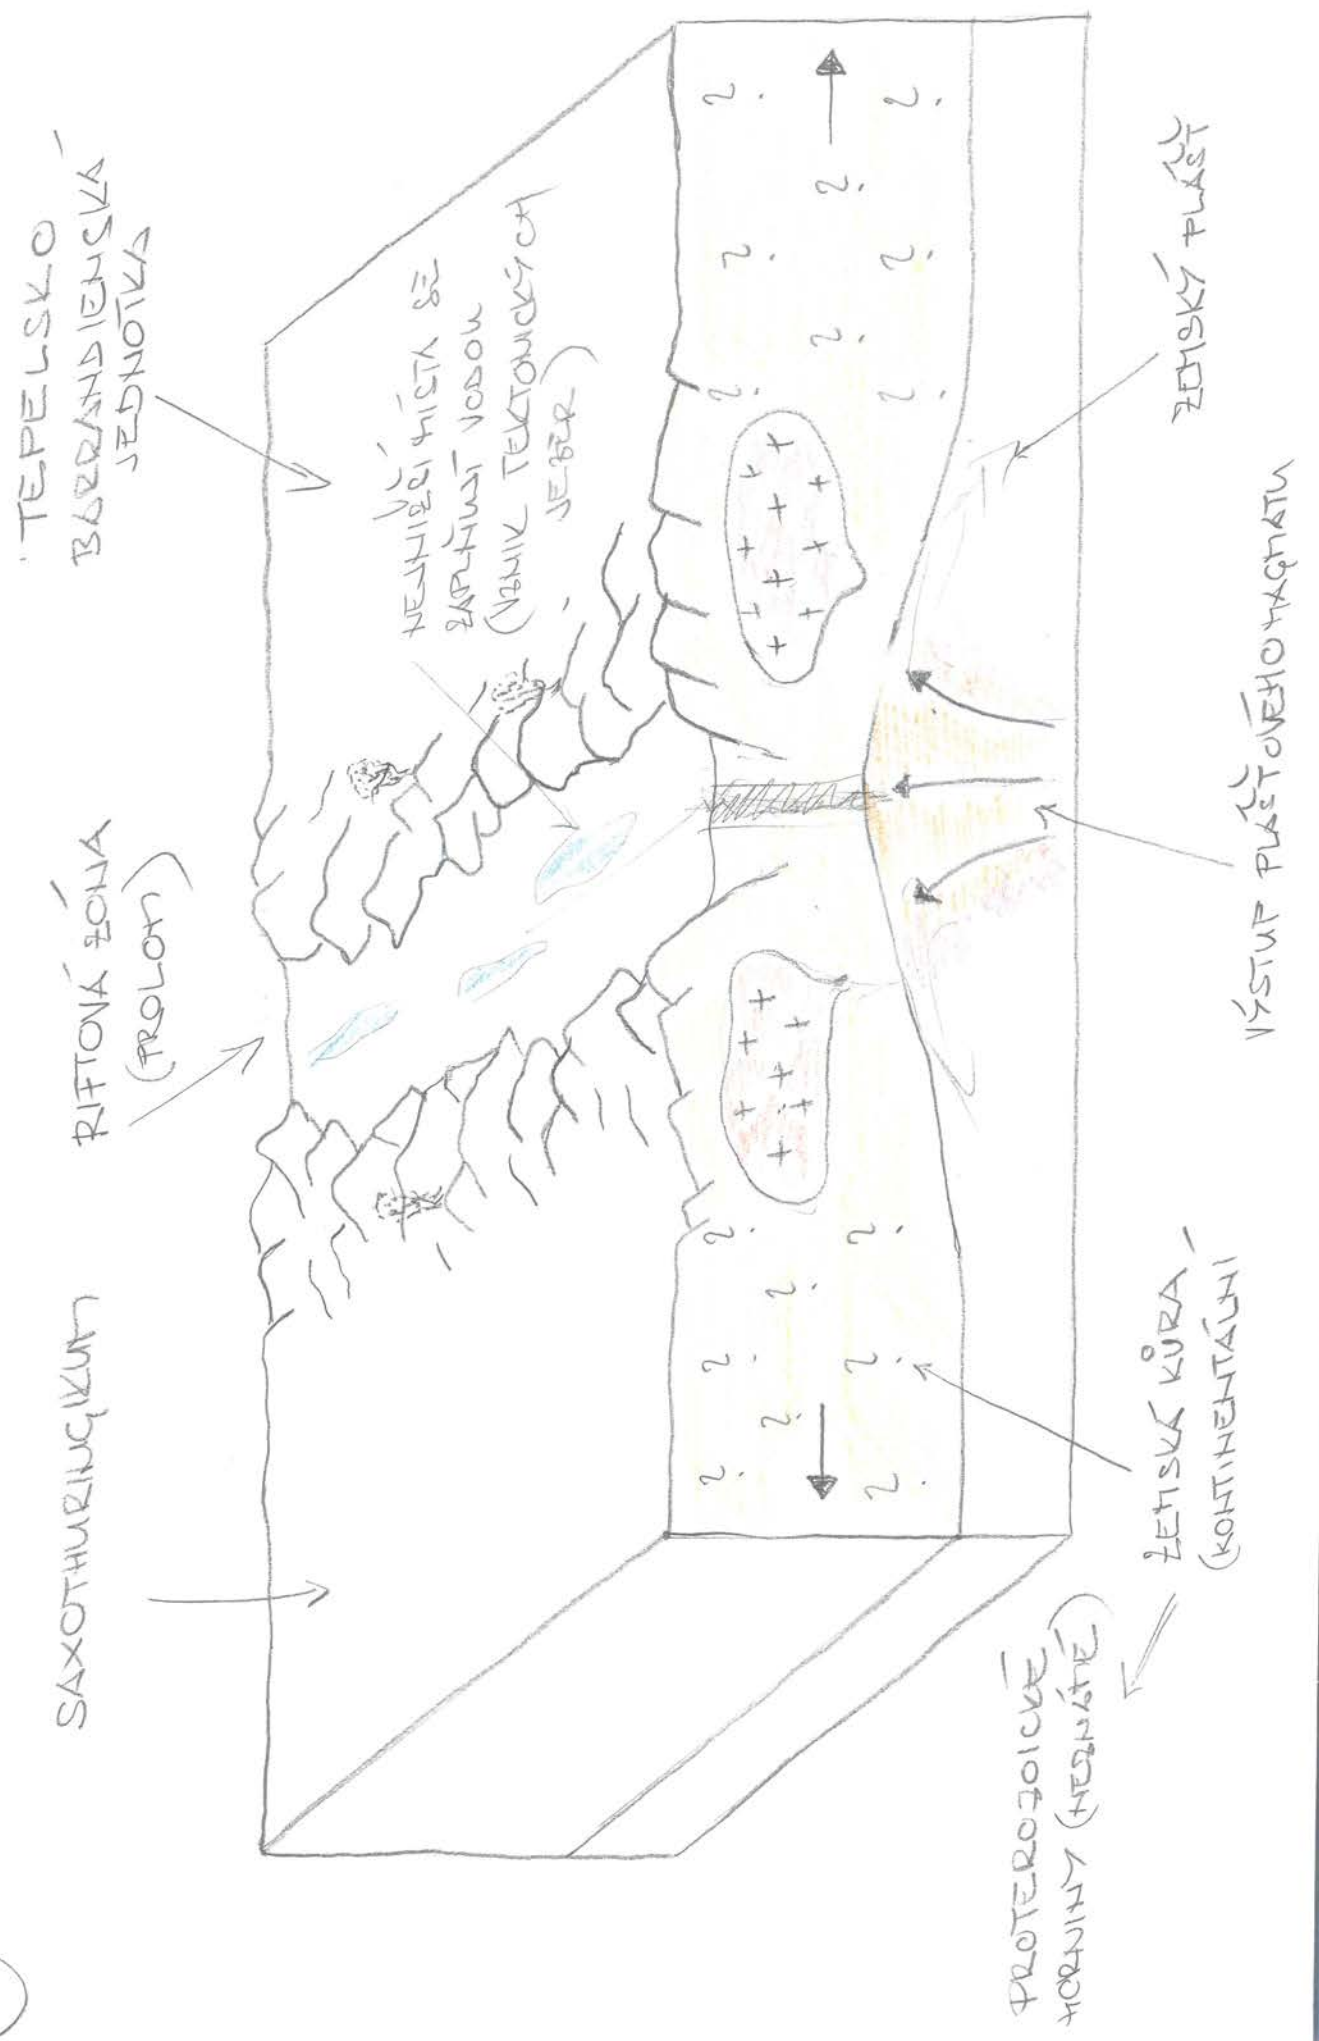 SAXOTHURINGIKUM
RIFTOVÁ ZÓNA
(PROLOM)
TEPELSKO
BARRANDIENSKÁ
JEDNOTKA
NEJNIŽŠÍ MÍSTA SE
ZAPLŇUJÍ VODOU
(VZNIK TEKTONICKÝCH
JEZER)
PROTEROZOICKÉ
HORNINY (NEZNÁMÉ)
ZEMSKÁ KŮRA -
(KONTINENTÁLNÍ
VÝSTUP PLÁŠŤOVÉHO MAGMATU
ZEMSKÝ PLÁŠŤ